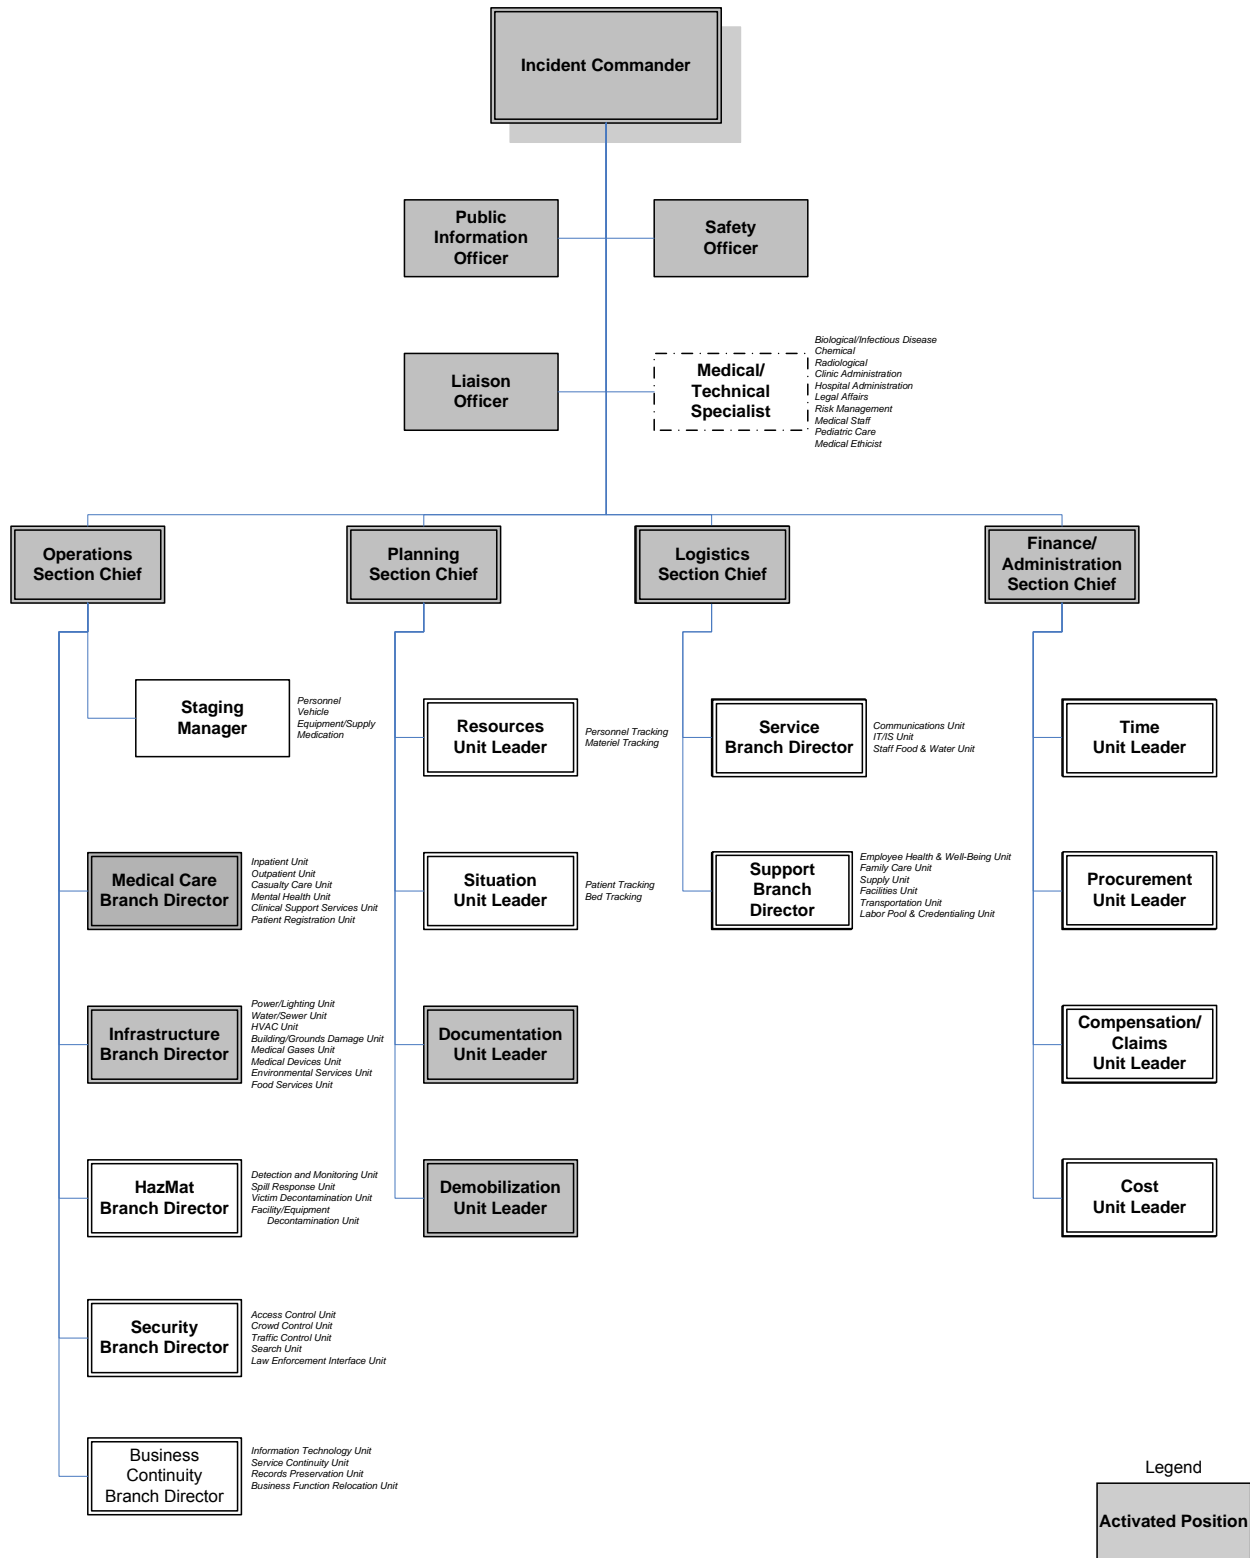 Incident Commander
Public
Information
Officer
Safety
Officer
Liaison
Officer
Medical/
Technical
Specialist
Biological/Infectious Disease
Chemical
Radiological
Clinic Administration
Hospital Administration
Legal Affairs
Risk Management
Medical Staff
Pediatric Care
Medical Ethicist
Operations
Section Chief
Planning
Section Chief
Logistics
Section Chief
Finance/
Administration
Section Chief
Staging
Manager
Personnel
Vehicle
Equipment/Supply
Medication
Resources
Unit Leader
Personnel Tracking
Materiel Tracking
Service
Branch Director
Communications Unit
IT/IS Unit
Staff Food & Water Unit
Time
Unit Leader
Medical Care
Branch Director
Inpatient Unit
Outpatient Unit
Casualty Care Unit
Mental Health Unit
Clinical Support Services Unit
Patient Registration Unit
Situation
Unit Leader
Patient Tracking
Bed Tracking
Support
Branch
Director
Employee Health & Well-Being Unit
Family Care Unit
Supply Unit
Facilities Unit
Transportation Unit
Labor Pool & Credentialing Unit
Procurement
Unit Leader
Infrastructure
Branch Director
Power/Lighting Unit
Water/Sewer Unit
HVAC Unit
Building/Grounds Damage Unit
Medical Gases Unit
Medical Devices Unit
Environmental Services Unit
Food Services Unit
Documentation
Unit Leader
Compensation/
Claims
Unit Leader
HazMat
Branch Director
Detection and Monitoring Unit
Spill Response Unit
Victim Decontamination Unit
Facility/Equipment
Decontamination Unit
Demobilization
Unit Leader
Cost
Unit Leader
Security
Branch Director
Access Control Unit
Crowd Control Unit
Traffic Control Unit
Search Unit
Law Enforcement Interface Unit
Business
Continuity
Branch Director
Information Technology Unit
Service Continuity Unit
Records Preservation Unit
Business Function Relocation Unit
Legend
Activated Position